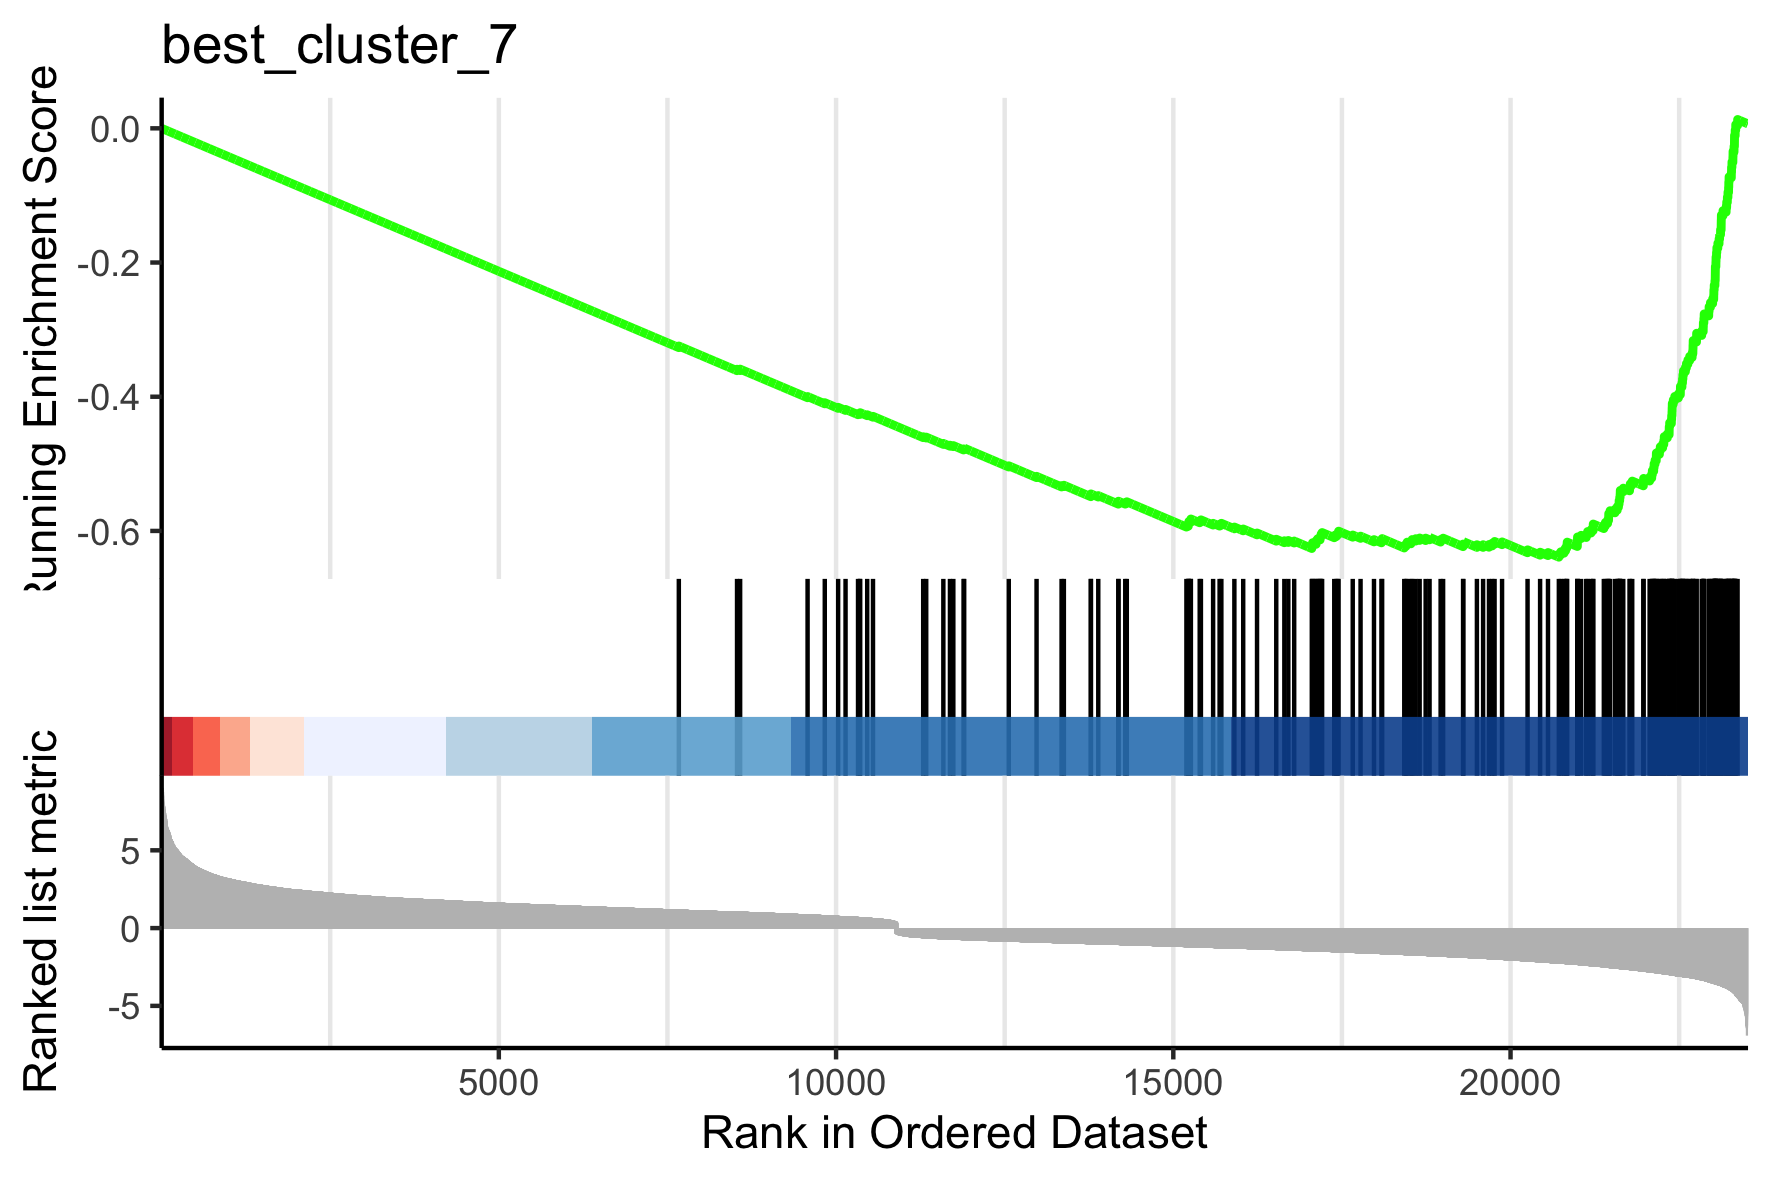 best_cluster_7
Running Enrichment Score
0.0
-0.2
-0.4
-0.6
Ranked list metric
5
0
-5
5000
10000
15000
20000
Rank in Ordered Dataset